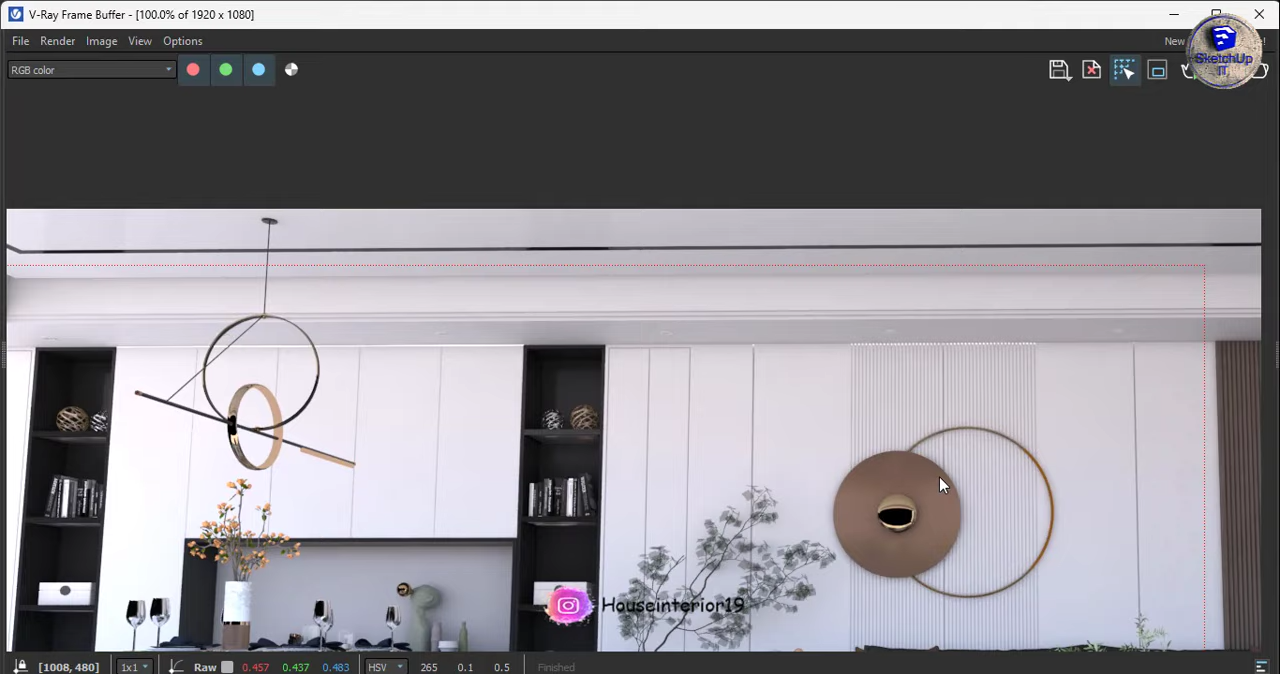 V-Ray Frame Buffer - [100.0% of 1920 x 1080]
File Render Image View Options
New
SketchUp
IT
RGB color
Houseinterior19
[1008, 480] 1x1 Raw 0.457 0.437 0.483 HSV 265 0.1 0.5 Finished